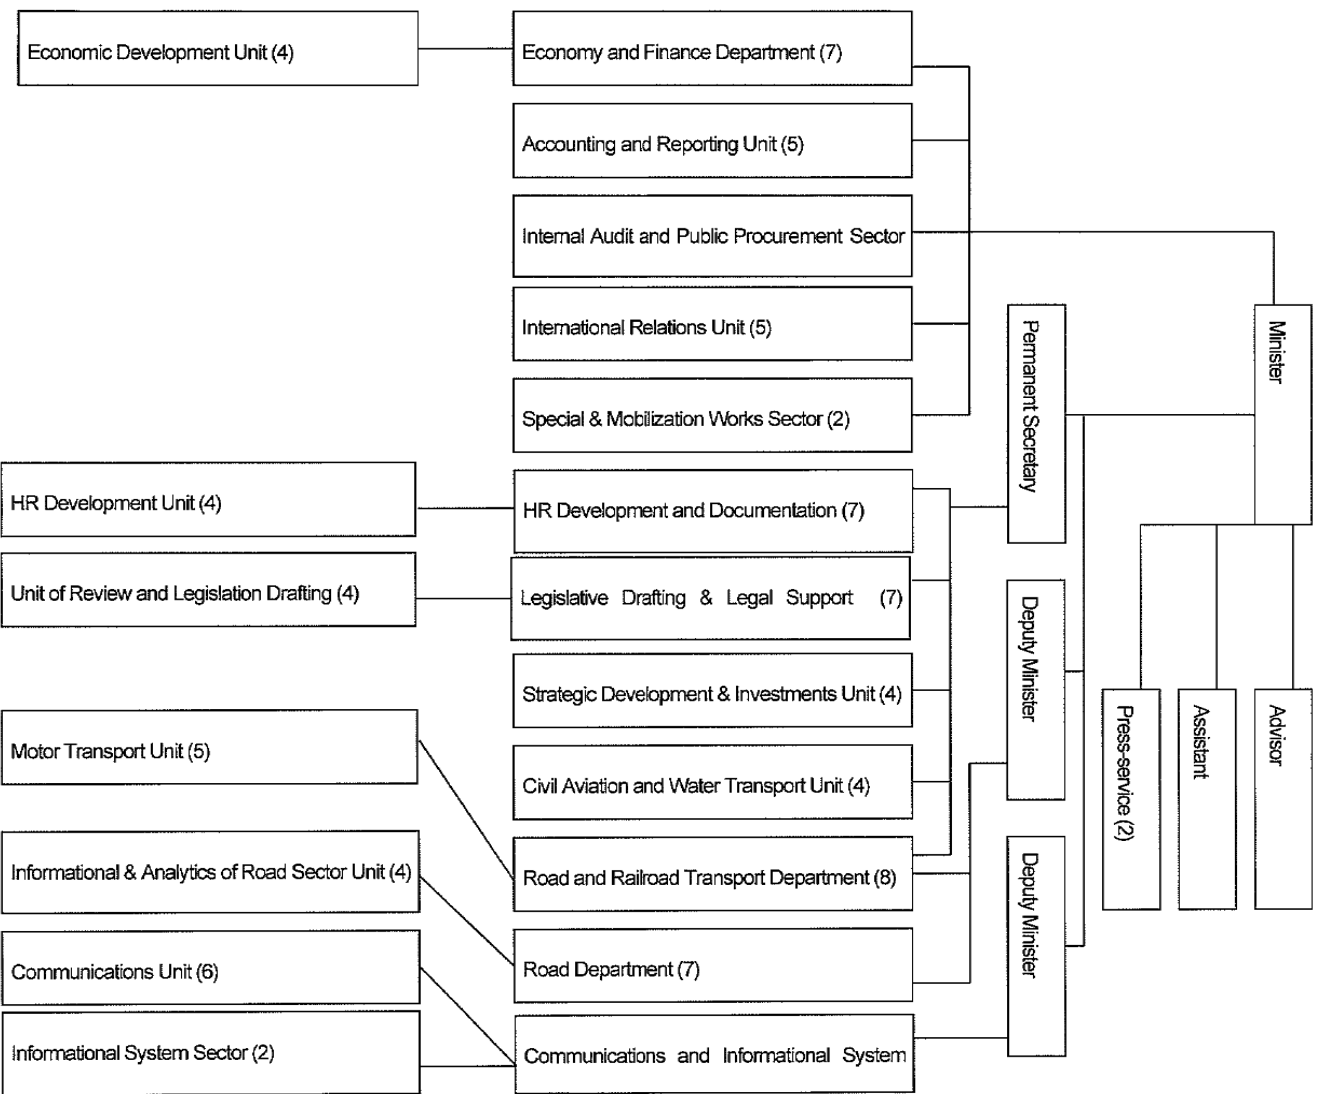 Economic Development Unit (4)
Economy and Finance Department (7)
Accounting and Reporting Unit (5)
Internal Audit and Public Procurement Sector
International Relations Unit (5)
Special & Mobilization Works Sector (2)
Permanent Secretary
Minister
HR Development Unit (4)
HR Development and Documentation (7)
Unit of Review and Legislation Drafting (4)
Legislative Drafting & Legal Support (7)
Deputy Minister
Strategic Development & Investments Unit (4)
Press-service (2)
Assistant
Advisor
Motor Transport Unit (5)
Civil Aviation and Water Transport Unit (4)
Informational & Analytics of Road Sector Unit (4)
Road and Railroad Transport Department (8)
Deputy Minister
Communications Unit (6)
Road Department (7)
Informational System Sector (2)
Communications and Informational System